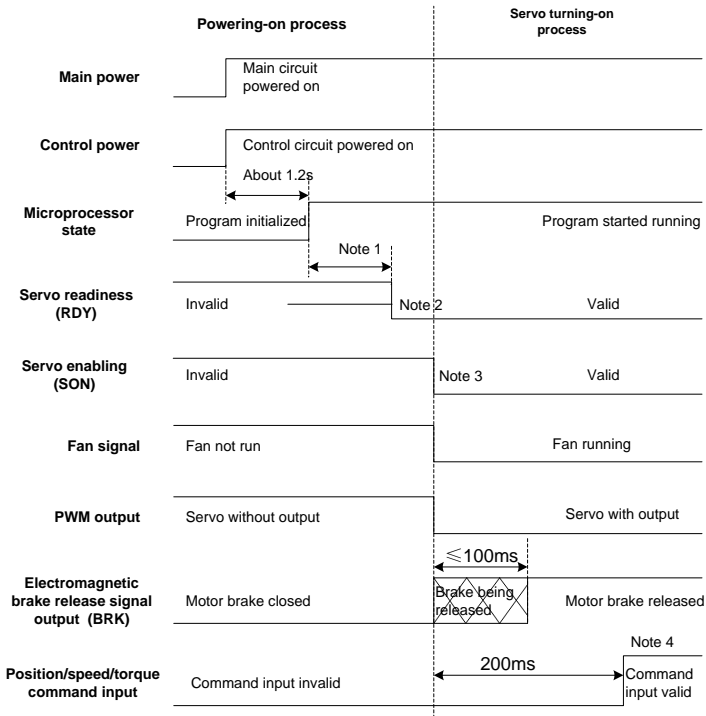 Powering-on process
Servo turning-on
process
Main power
Main circuit
powered on
Control power
Control circuit powered on
About 1.2s
Microprocessor
state
Program initialized
Program started running
Note 1
Servo readiness
(RDY)
Invalid
Note 2
Valid
Servo enabling
(SON)
Invalid
Note 3
Valid
Fan signal
Fan not run
Fan running
PWM output
Servo without output
Servo with output
≤100ms
Electromagnetic
brake release signal
output (BRK)
Motor brake closed
Brake being
released
Motor brake released
Note 4
Position/speed/torque
command input
Command input invalid
200ms
Command
input valid